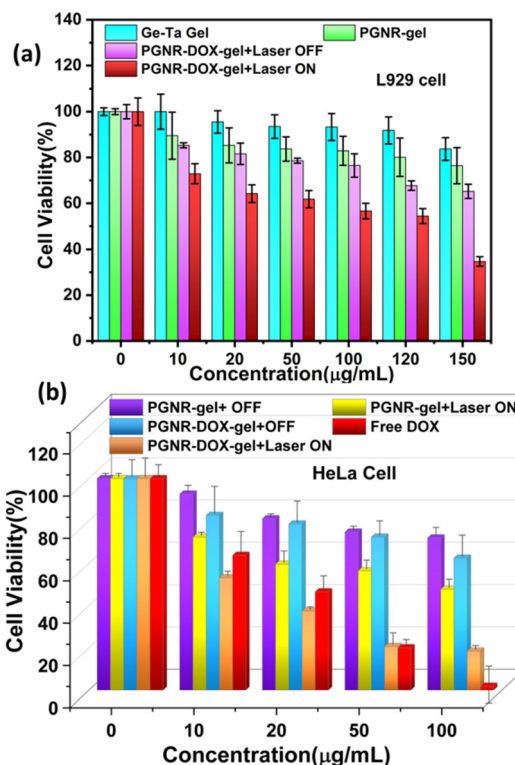 (a)
Ge-Ta Gel
PGNR-gel
PGNR-DOX-gel+Laser OFF
PGNR-DOX-gel+Laser ON
L929 cell
Cell Viability(%)
140
120
100
80
60
40
20
0
0 10 20 50 100 120 150
Concentration(μg/mL)
(b)
PGNR-gel+ OFF
PGNR-gel+Laser ON
PGNR-DOX-gel+OFF
Free DOX
PGNR-DOX-gel+Laser ON
HeLa Cell
Cell Viability(%)
120
100
80
60
40
20
0
0 10 20 50 100
Concentration(μg/mL)